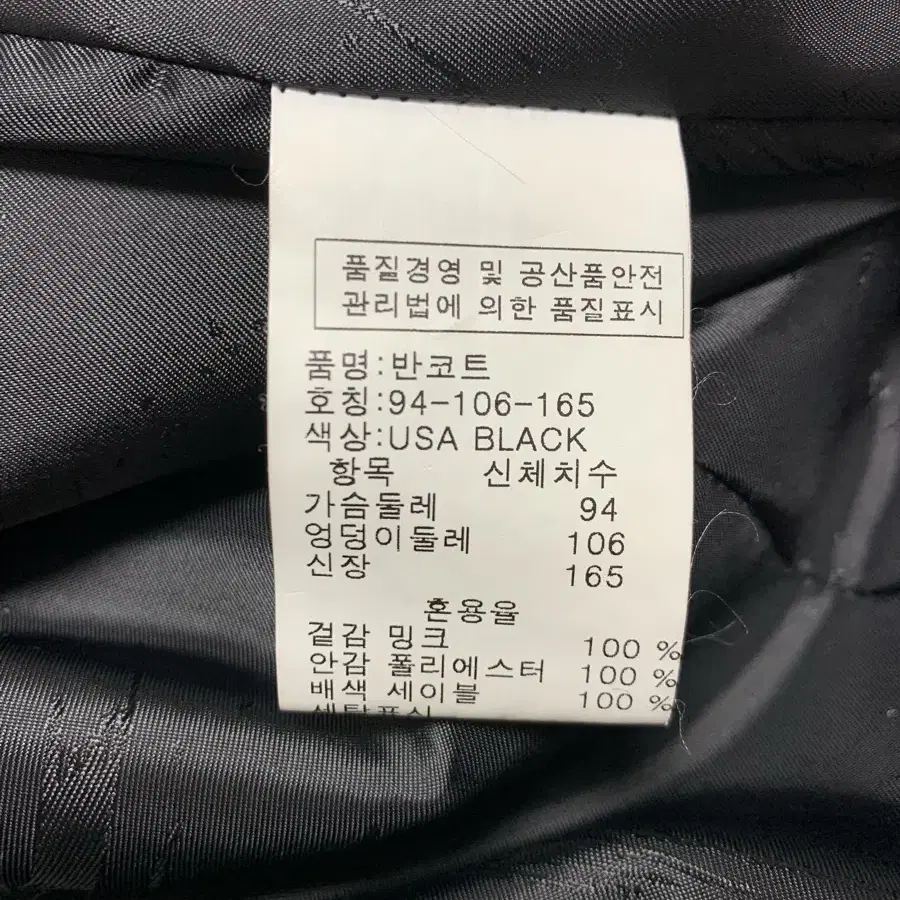 품질경영 및 공산품안전
관리법에 의한 품질표시
품명:반코트
호칭:94-106-165
색상:USA BLACK
항목 신체치수
가슴둘레 94
엉덩이둘레 106
신장 165
혼용율
겉감 밍크 100 %
안감 폴리에스터 100 %
배색 세이블 100 %